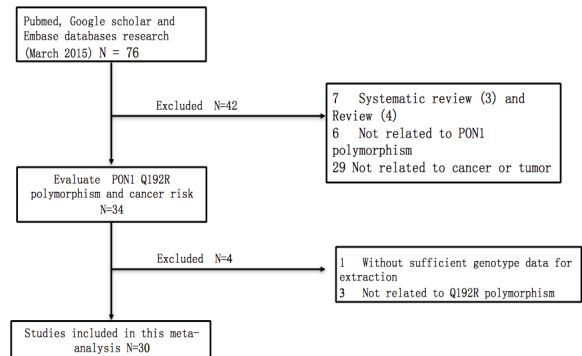 Pubmed, Google scholar and
Embase databases research
(March 2015) N = 76
Excluded N=42
7 Systematic review (3) and
Review (4)
6 Not related to PON1
polymorphism
29 Not related to cancer or tumor
Evaluate PON1 Q192R
polymorphism and cancer risk
N=34
Excluded N=4
1 Without sufficient genotype data for
extraction
3 Not related to Q192R polymorphism
Studies included in this meta-
analysis N=30